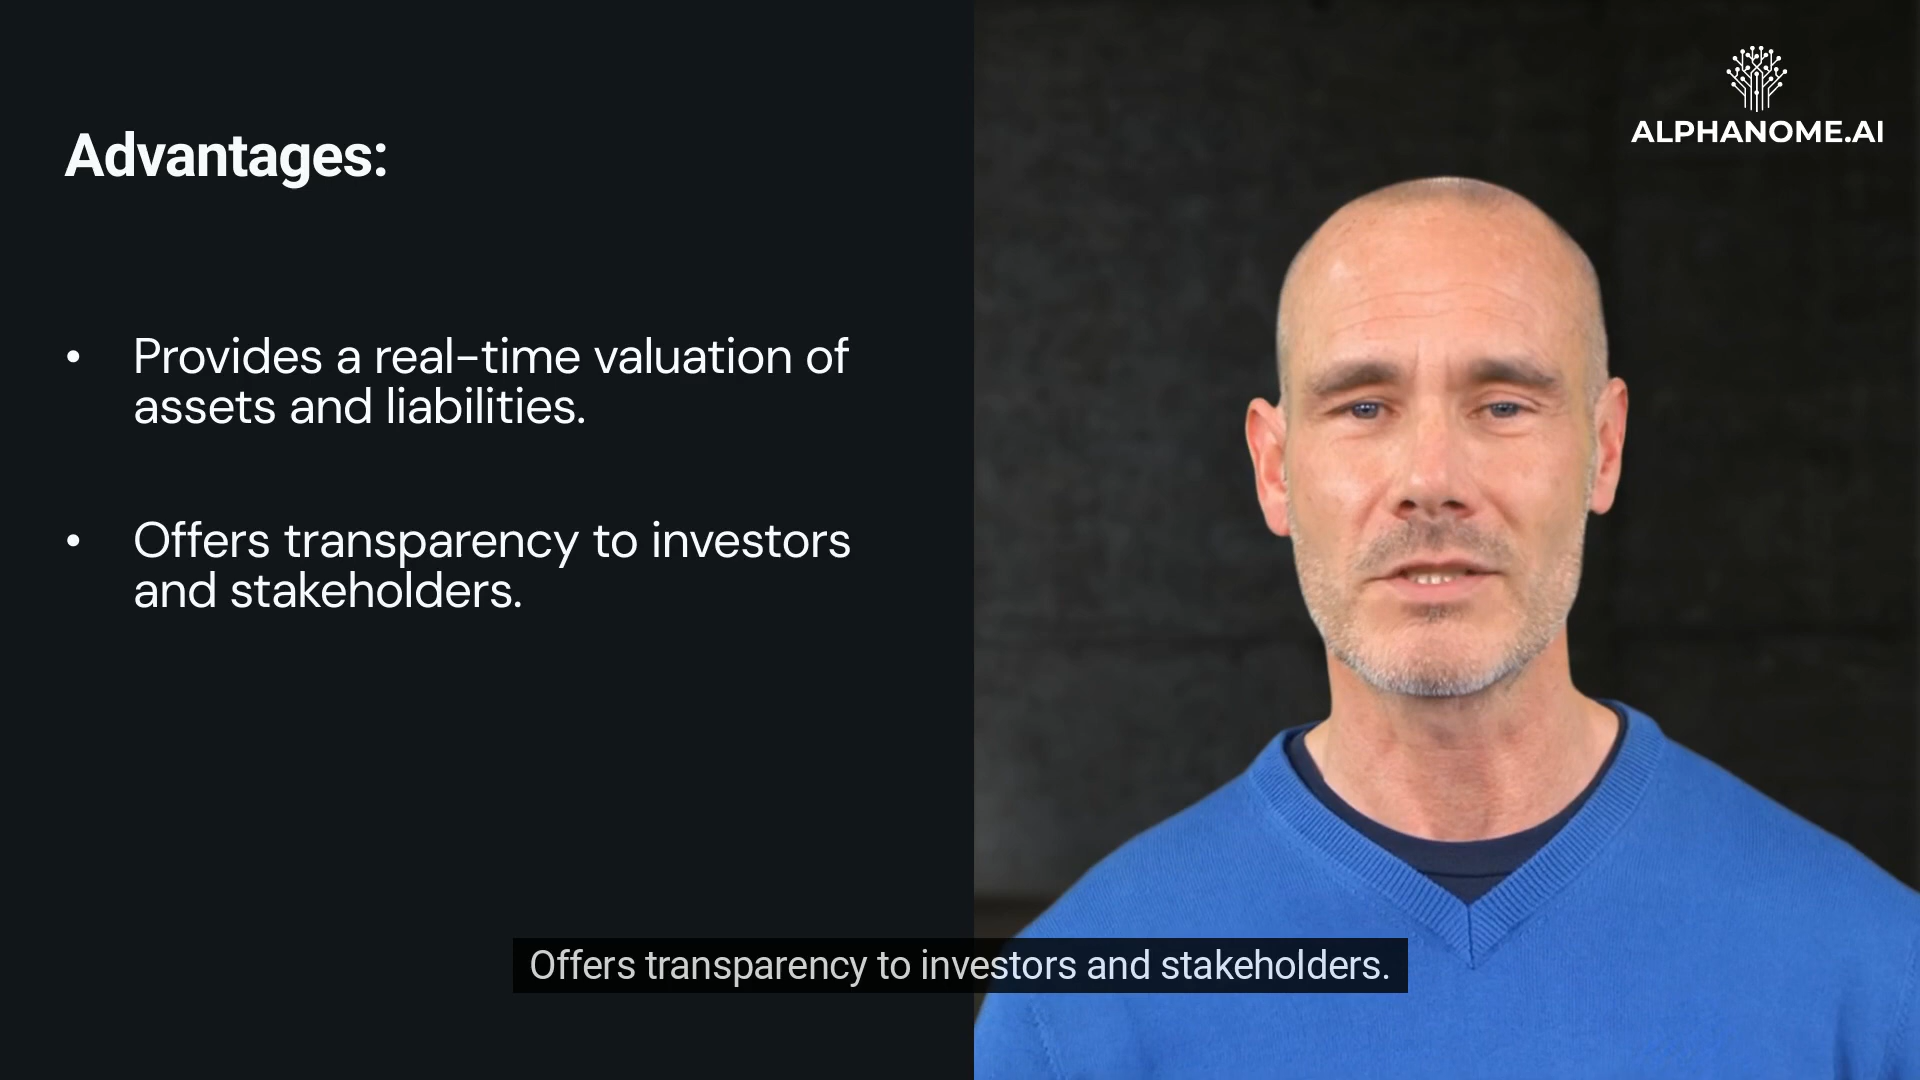 ALPHANOME.AI
Advantages:
• Provides a real-time valuation of
assets and liabilities.
• Offers transparency to investors
and stakeholders.
Offers transparency to investors and stakeholders.